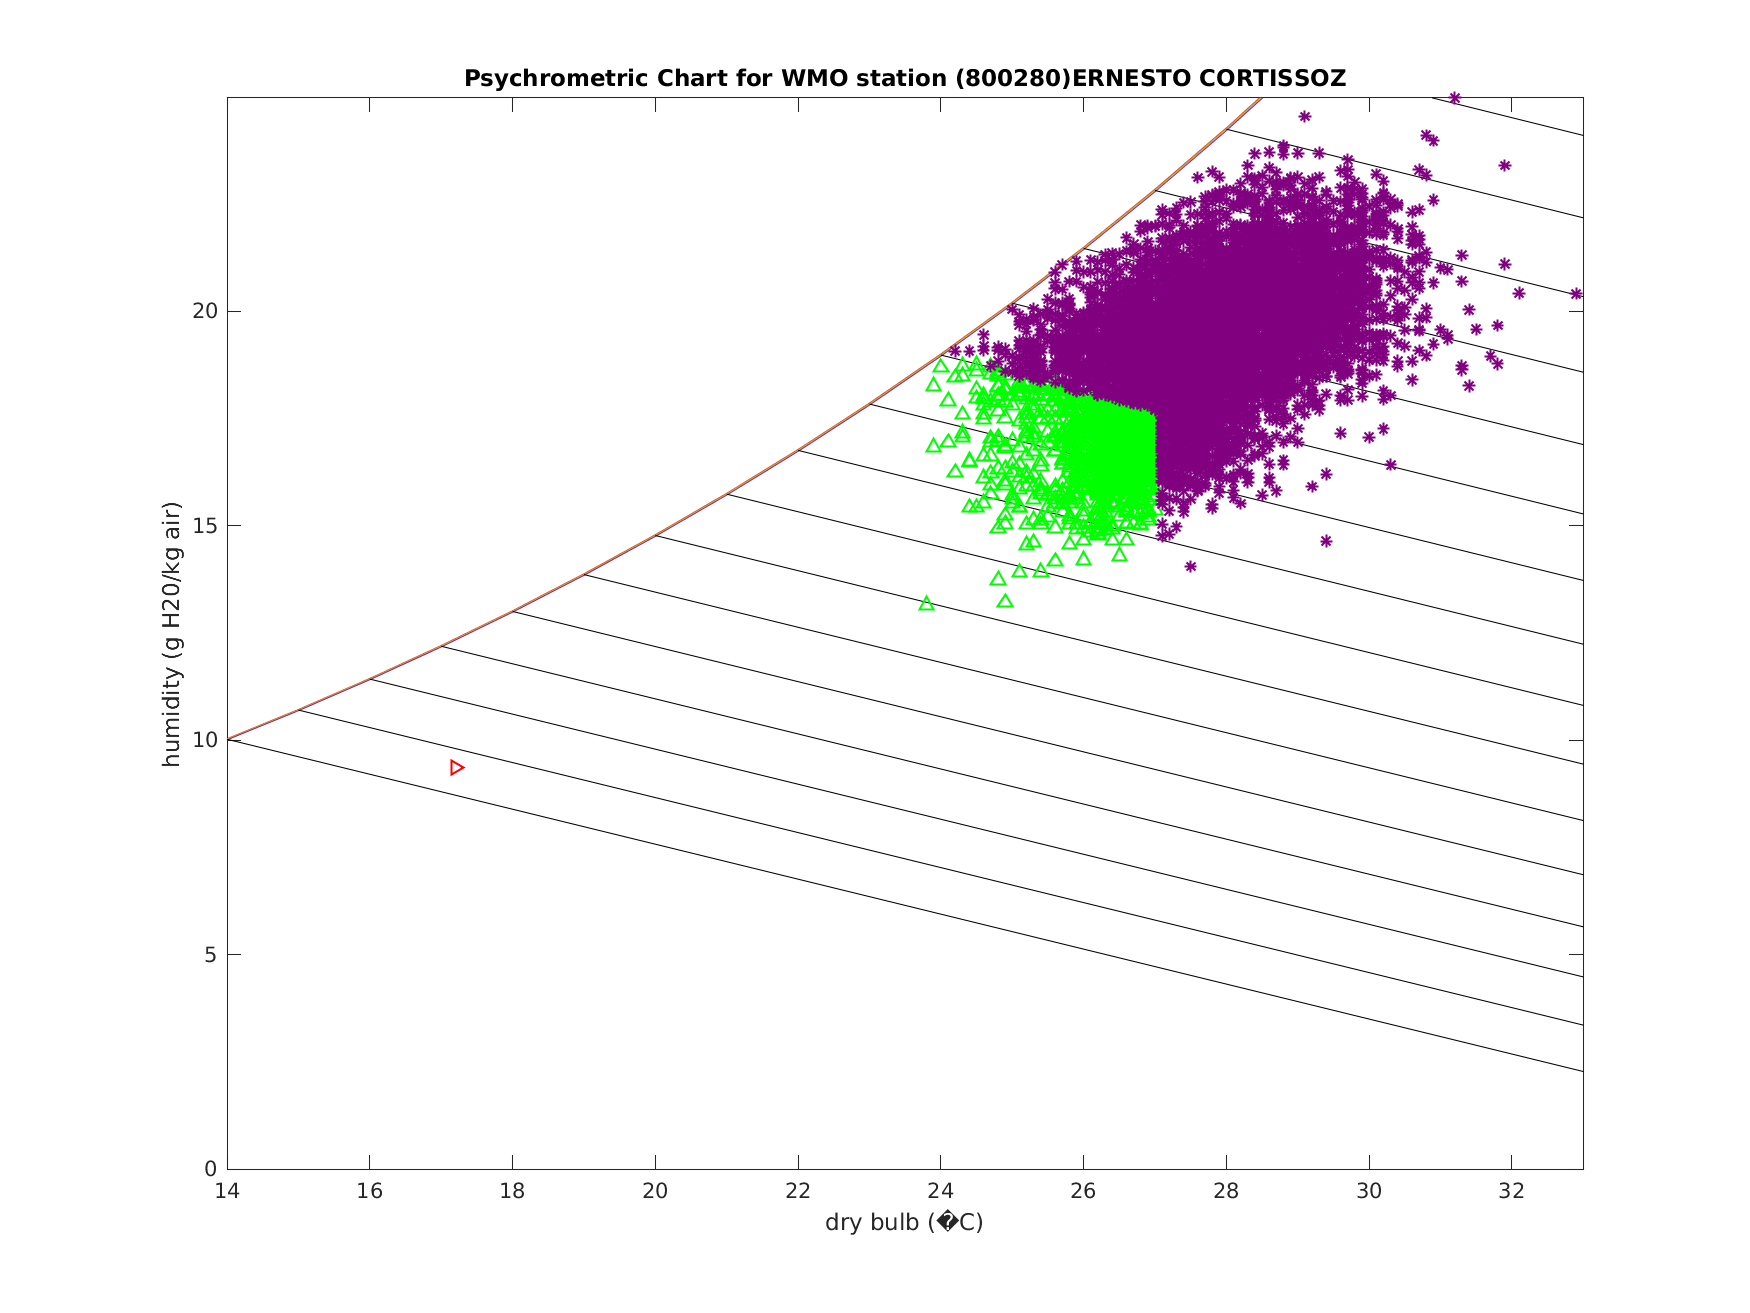 Psychrometric Chart for WMO station (800280)ERNESTO CORTISSOZ
humidity (g H20/kg air)
20
15
10
5
0
14 16 18 20 22 24 26 28 30 32
dry bulb (�C)